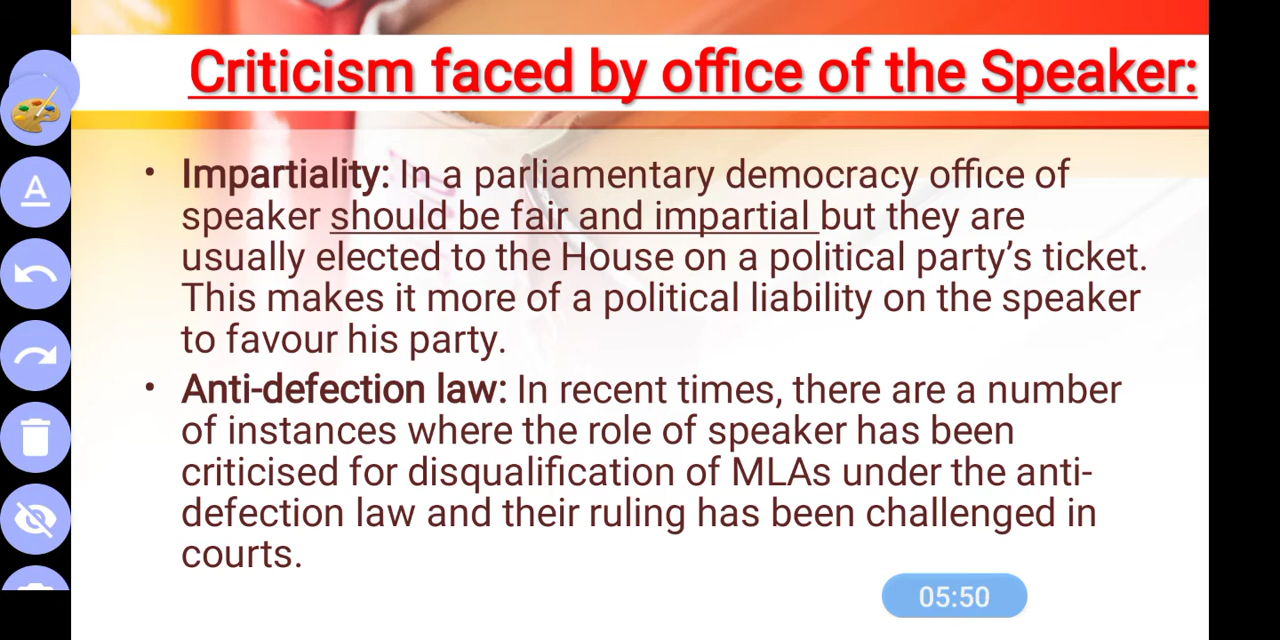 Criticism faced by office of the Speaker:
• Impartiality: In a parliamentary democracy office of
speaker should be fair and impartial but they are
usually elected to the House on a political party’s ticket.
This makes it more of a political liability on the speaker
to favour his party.
• Anti-defection law: In recent times, there are a number
of instances where the role of speaker has been
criticised for disqualification of MLAs under the anti-
defection law and their ruling has been challenged in
courts.
A
05:50